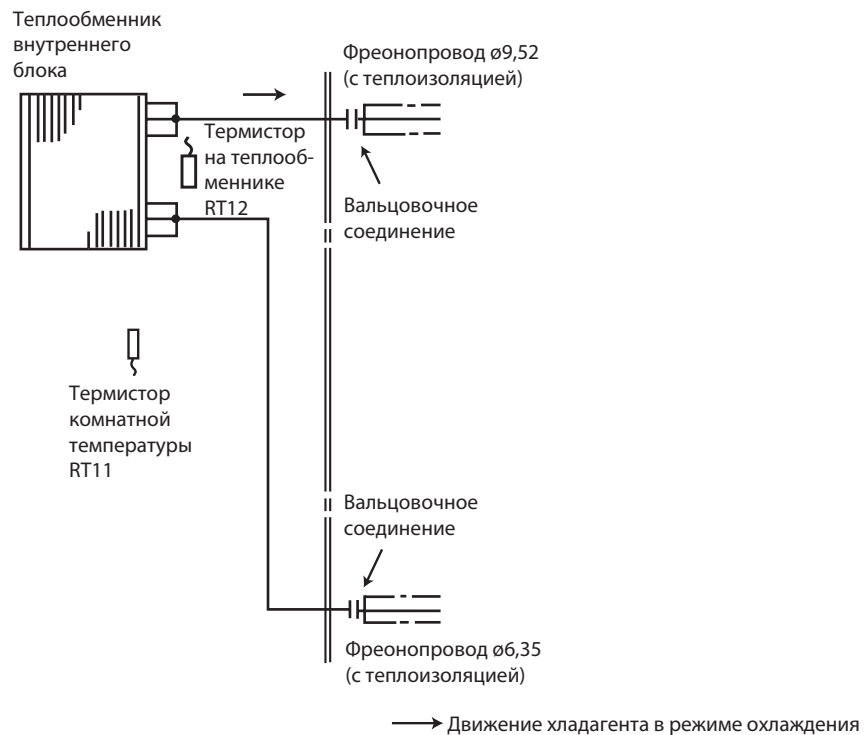 Теплообменник
внутреннего
блока
Фреонопровод ø9,52
(с теплоизоляцией)
Термистор
на теплооб-
меннике
RT12
Вальцовочное
соединение
Термистор
комнатной
температуры
RT11
Вальцовочное
соединение
Фреонопровод ø6,35
(с теплоизоляцией)
Движение хладагента в режиме охлаждения